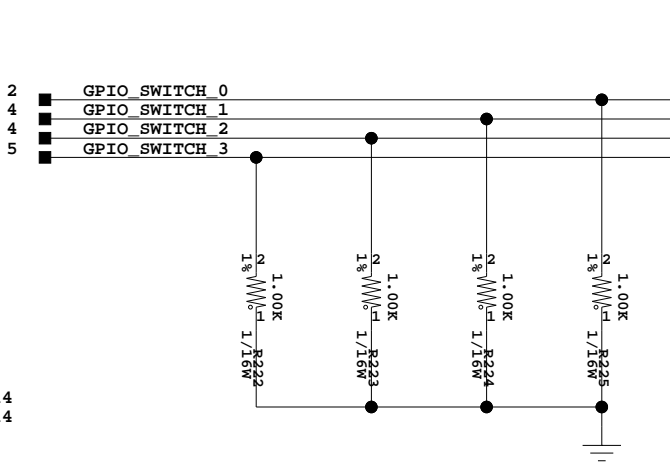 2 GPIO_SWITCH_0
4 GPIO_SWITCH_1
4 GPIO_SWITCH_2
5 GPIO_SWITCH_3
1% 2 1.00K 1 1/16W R222
1% 2 1.00K 1 1/16W R223
1% 2 1.00K 1 1/16W R224
1% 2 1.00K 1 1/16W R225
4
4